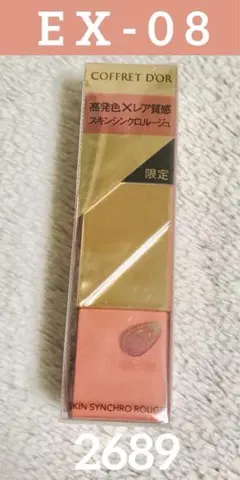 EX-08
COFFRET D'OR
高発色×レア質感
スキンシンクロルージュ
限定
SKIN SYNCHRO ROUGE
2689